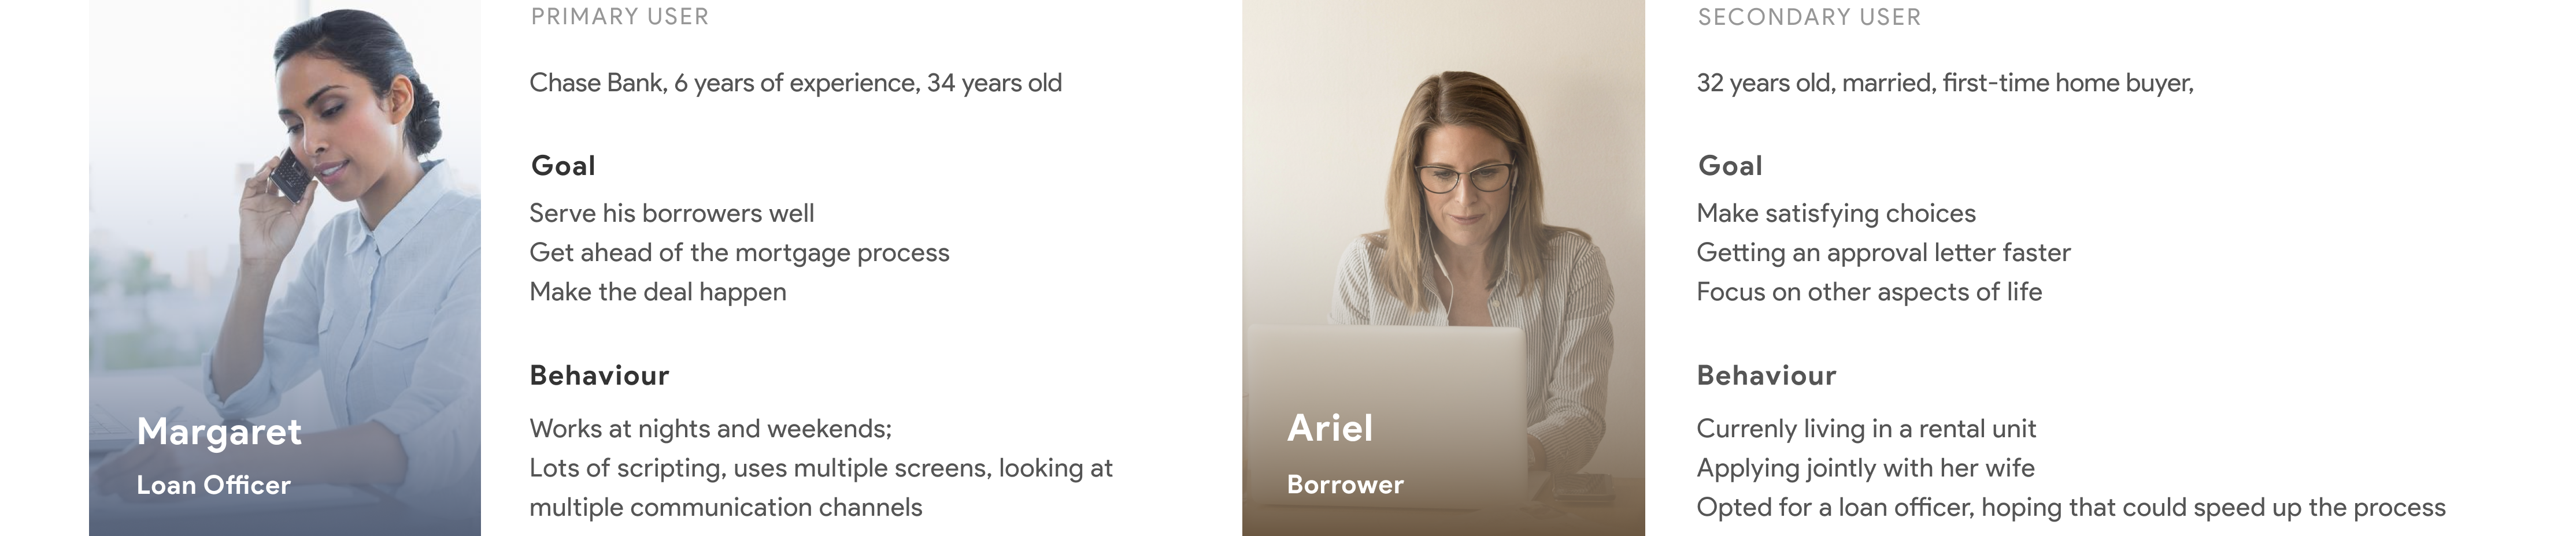 PRIMARY USER
Chase Bank, 6 years of experience, 34 years old
Goal
Serve his borrowers well
Get ahead of the mortgage process
Make the deal happen
Behaviour
Works at nights and weekends;
Lots of scripting, uses multiple screens, looking at
multiple communication channels
Margaret
Loan Officer
SECONDARY USER
32 years old, married, first-time home buyer,
Goal
Make satisfying choices
Getting an approval letter faster
Focus on other aspects of life
Behaviour
Currenly living in a rental unit
Applying jointly with her wife
Opted for a loan officer, hoping that could speed up the process
Ariel
Borrower